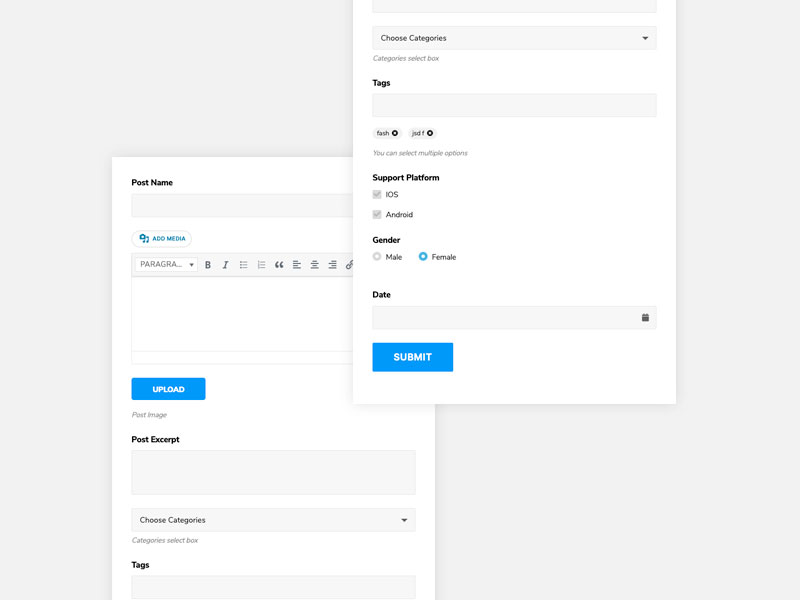 Post Name
ADD MEDIA
PARAGRA...
B I
UPLOAD
Post Image
Post Excerpt
Choose Categories
Categories select box
Tags
Choose Categories
Categories select box
Tags
fash
jsd f
You can select multiple options
Support Platform
IOS
Android
Gender
Male Female
Date
SUBMIT